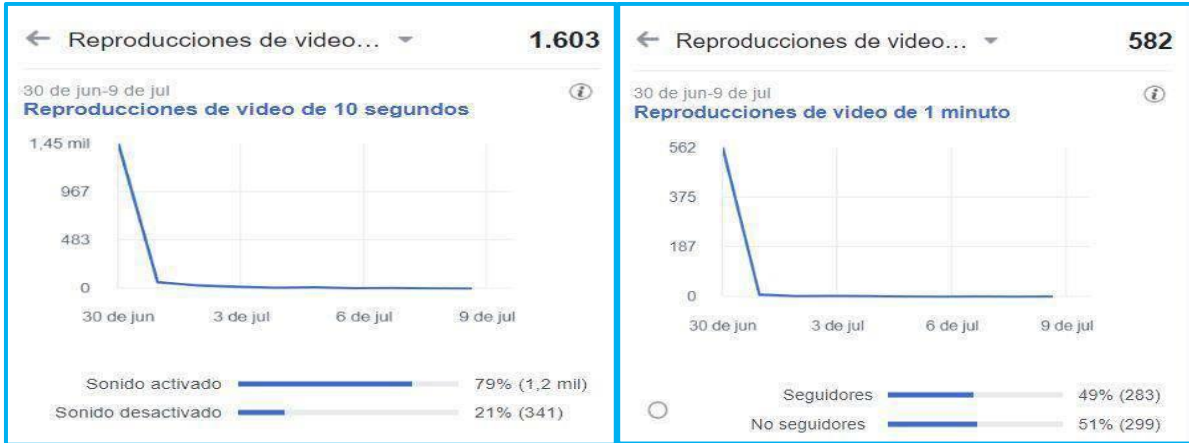 ← Reproducciones de video... 1.603
30 de jun-9 de jul
Reproducciones de video de 10 segundos
1,45 mil
967
483
0
30 de jun 3 de jul 6 de jul 9 de jul
Sonido activado 79% (1,2 mil)
Sonido desactivado 21% (341)
← Reproducciones de video... 582
30 de jun-9 de jul
Reproducciones de video de 1 minuto
562
375
187
0
30 de jun 3 de jul 6 de jul 9 de jul
Seguidores 49% (283)
No seguidores 51% (299)